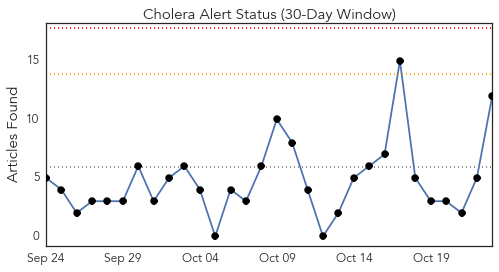 Cholera Alert Status (30-Day Window)
Articles Found
15
10
5
0
Sep 24
Sep 29
Oct 04
Oct 09
Oct 14
Oct 19